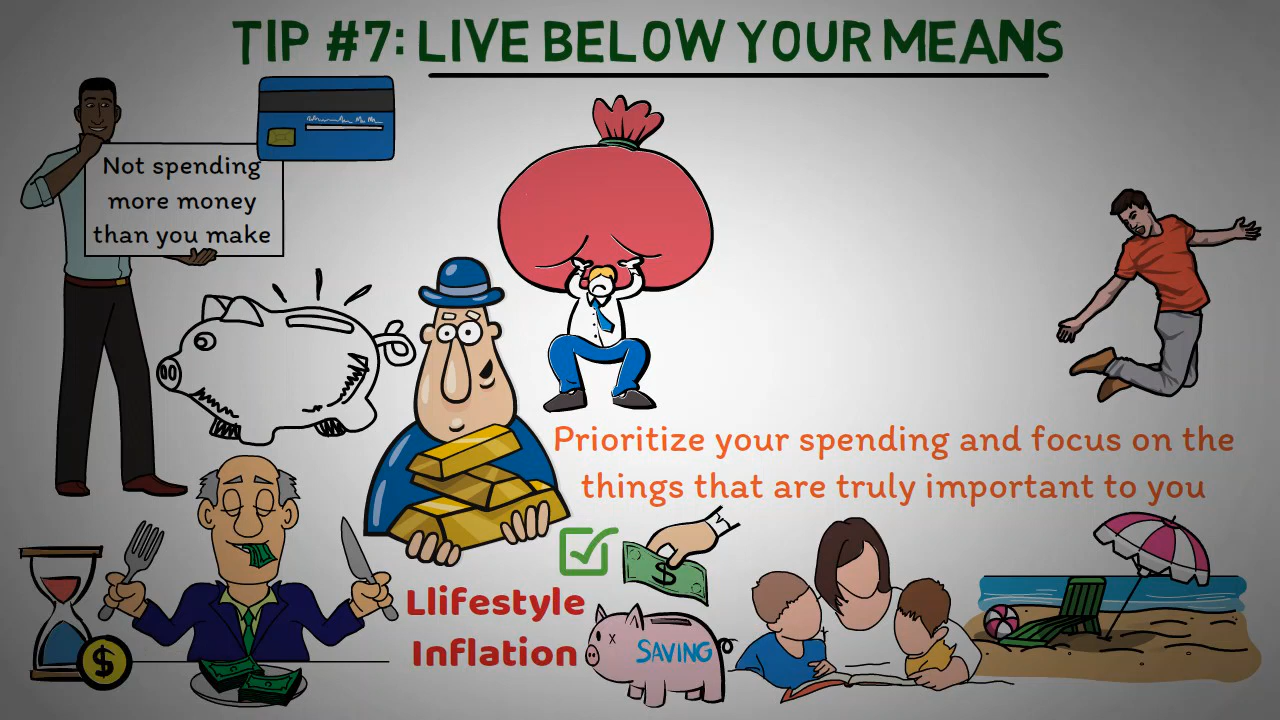 TIP #7: LIVE BELOW YOUR MEANS
Not spending
more money
than you make
Prioritize your spending and focus on the
things that are truly important to you
Llifestyle
Inflation
$
$
SAVING